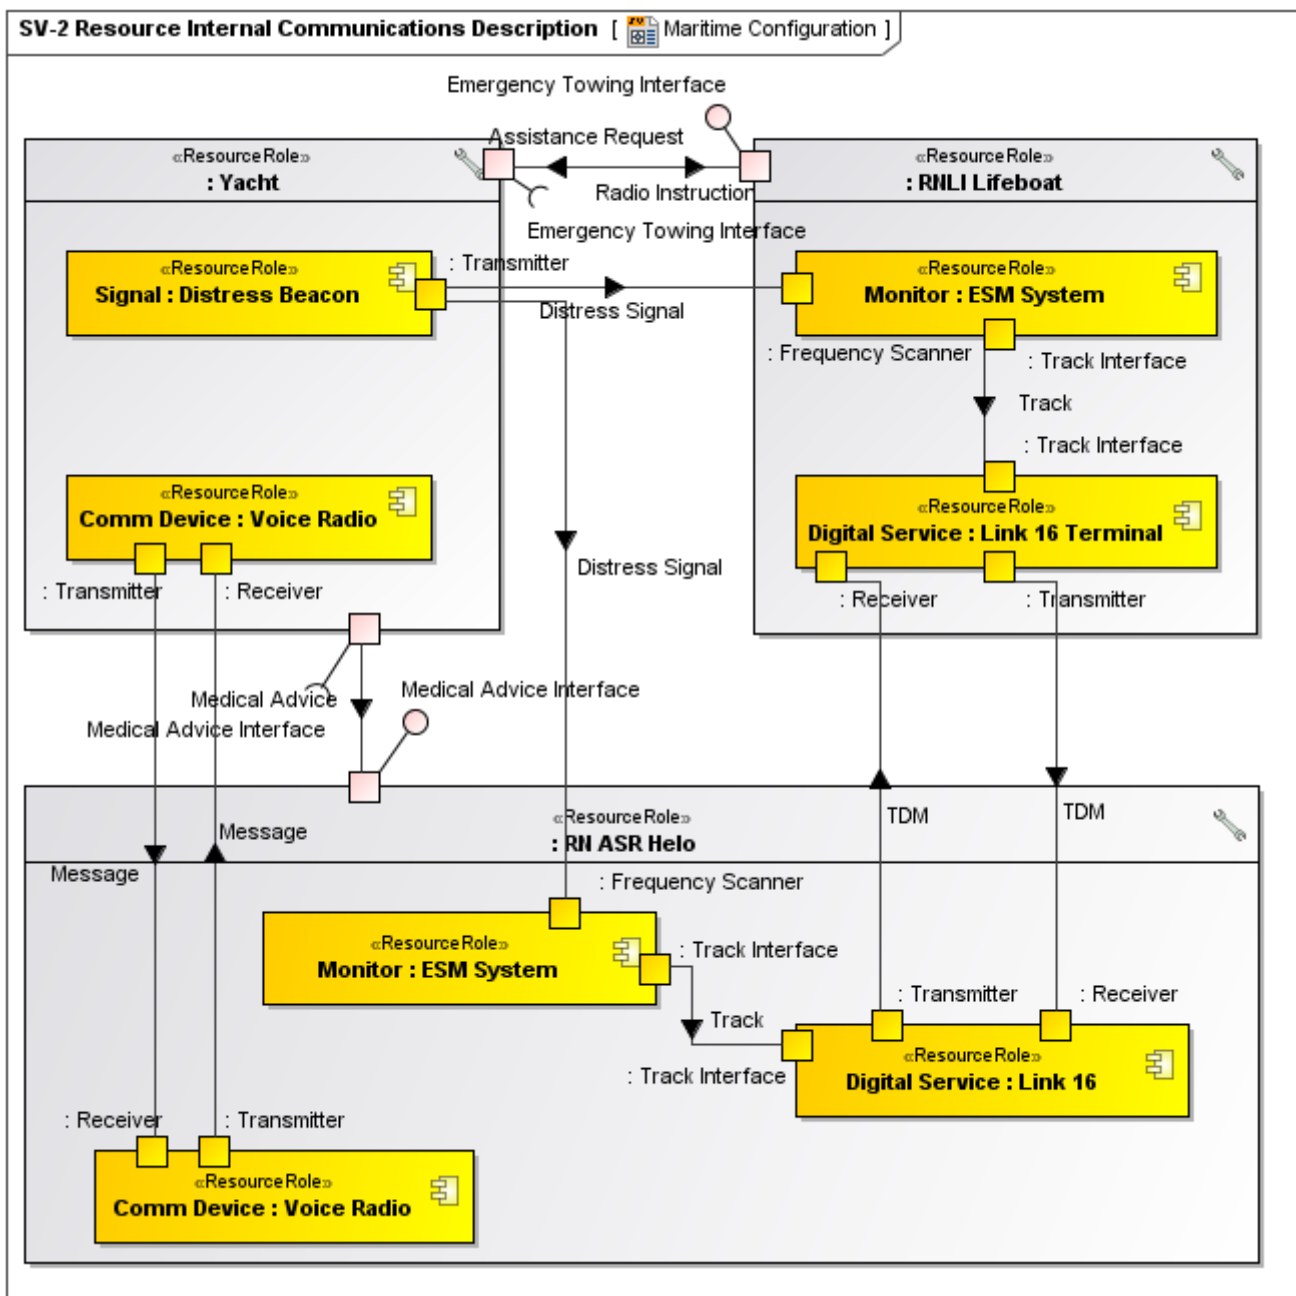 SV-2 Resource Internal Communications Description [ SV Maritime Configuration ]
Emergency Towing Interface
Assistance Request
«ResourceRole»
: Yacht
«ResourceRole»
: RNLI Lifeboat
Radio Instruction
Emergency Towing Interface
«ResourceRole»
Signal : Distress Beacon
: Transmitter
Distress Signal
«ResourceRole»
Monitor : ESM System
: Frequency Scanner
: Track Interface
Track
: Track Interface
«ResourceRole»
Comm Device : Voice Radio
: Transmitter
: Receiver
«ResourceRole»
Digital Service : Link 16 Terminal
: Receiver
: Transmitter
Distress Signal
Medical Advice
Medical Advice Interface
Medical Advice Interface
«ResourceRole»
: RN ASR Helo
TDM
TDM
Message
Message
: Frequency Scanner
«ResourceRole»
Monitor : ESM System
: Track Interface
Track
: Track Interface
: Transmitter
: Receiver
«ResourceRole»
Digital Service : Link 16
: Receiver
: Transmitter
«ResourceRole»
Comm Device : Voice Radio